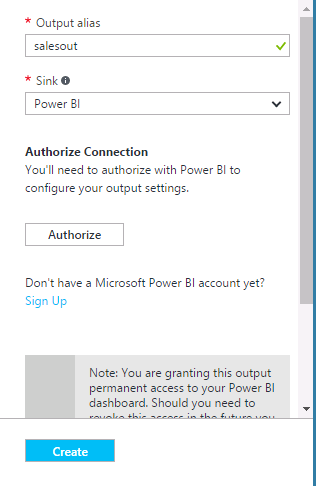 * Output alias
salesout
* Sink
Power BI
Authorize Connection
You'll need to authorize with Power BI to
configure your output settings.
Authorize
Don't have a Microsoft Power BI account yet?
Sign Up
Note: You are granting this output
permanent access to your Power BI
dashboard. Should you need to
revoke this access in the future you
Create